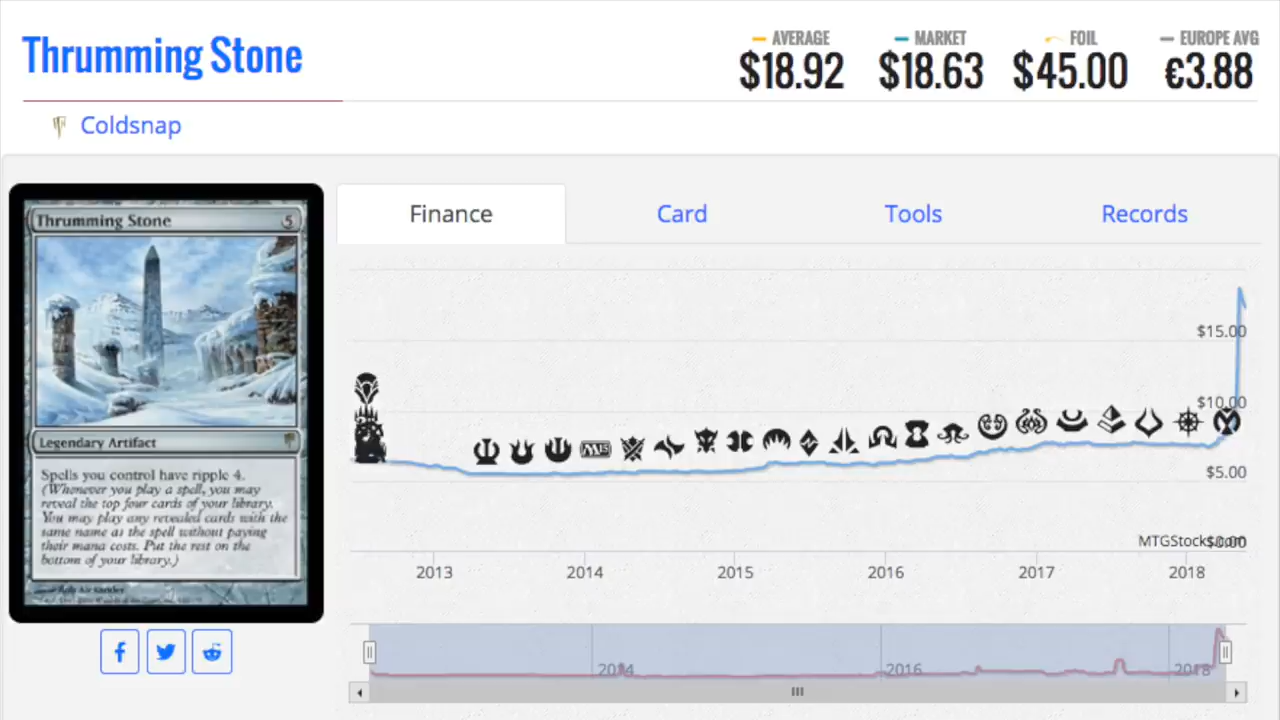 Thrumming Stone
AVERAGE
$18.92
MARKET
$18.63
FOIL
$45.00
EUROPE AVG
€3.88
Coldsnap
Thrumming Stone 5
Legendary Artifact
Spells you control have ripple 4.
(Whenever you play a spell, you may
reveal the top four cards of your library.
You may play any revealed cards with the
same name as the spell without paying
their mana costs. Put the rest on the
bottom of your library.)
Finance
Card
Tools
Records
$15.00
$10.00
$5.00
$0.00
MTGStocks.com
2013
2014
2015
2016
2017
2018
2014
2016
2018